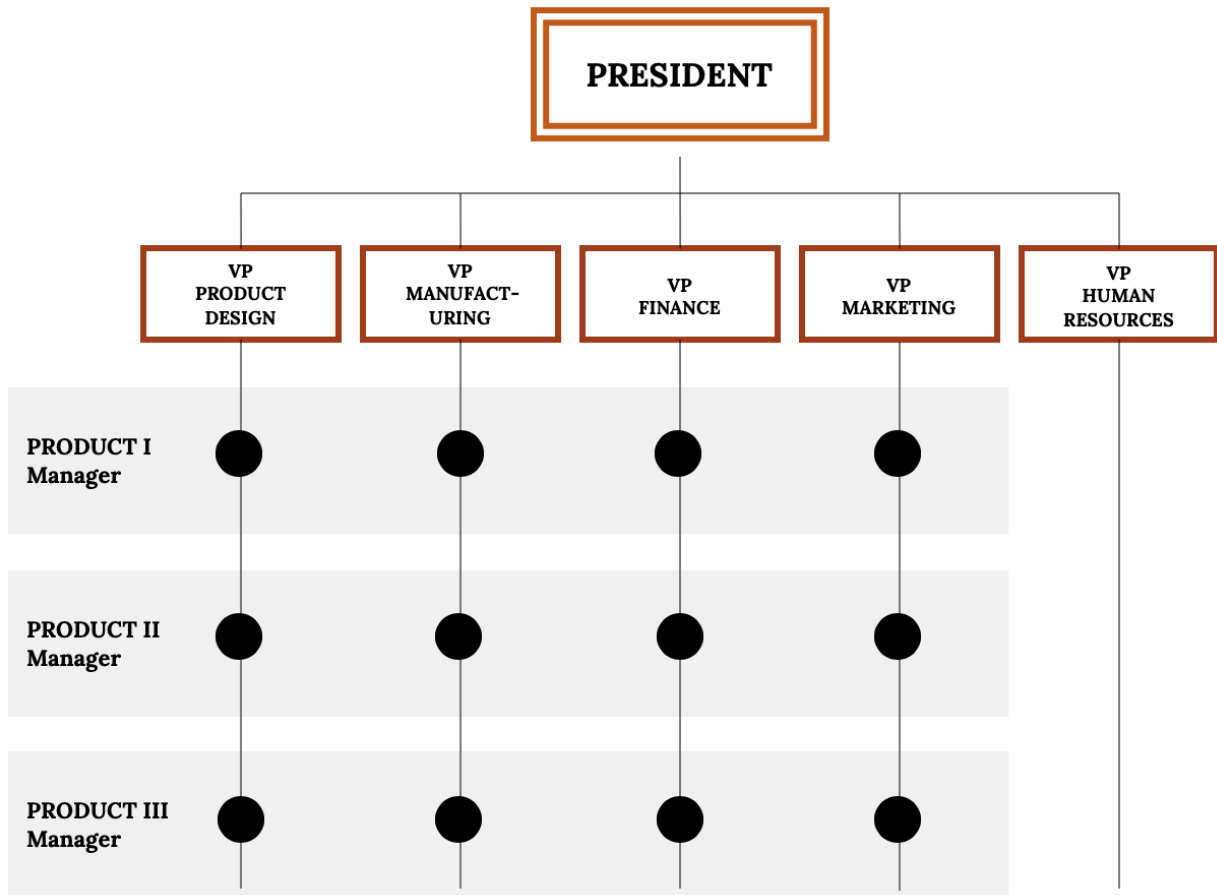 PRESIDENT
VP
PRODUCT
DESIGN
VP
MANUFACT-
URING
VP
FINANCE
VP
MARKETING
VP
HUMAN
RESOURCES
PRODUCT I
Manager
PRODUCT II
Manager
PRODUCT III
Manager